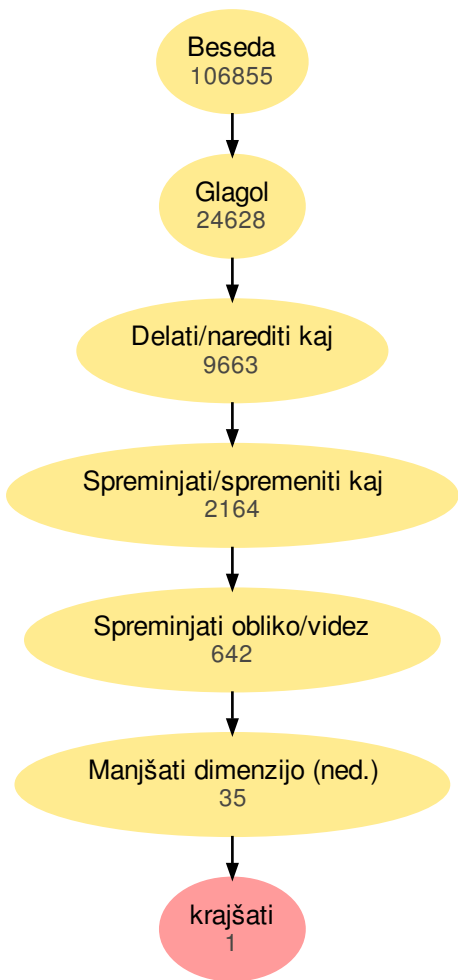 Beseda
106855
Glagol
24628
Delati/narediti kaj
9663
Spreminjati/spremeniti kaj
2164
Spreminjati obliko/videz
642
Manjšati dimenzijo (ned.)
35
krajšati
1